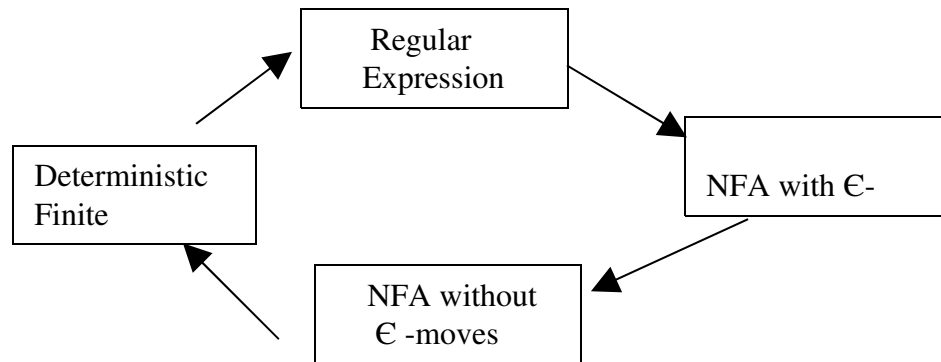 Regular
Expression
Deterministic
Finite
NFA with Є-
NFA without
Є -moves